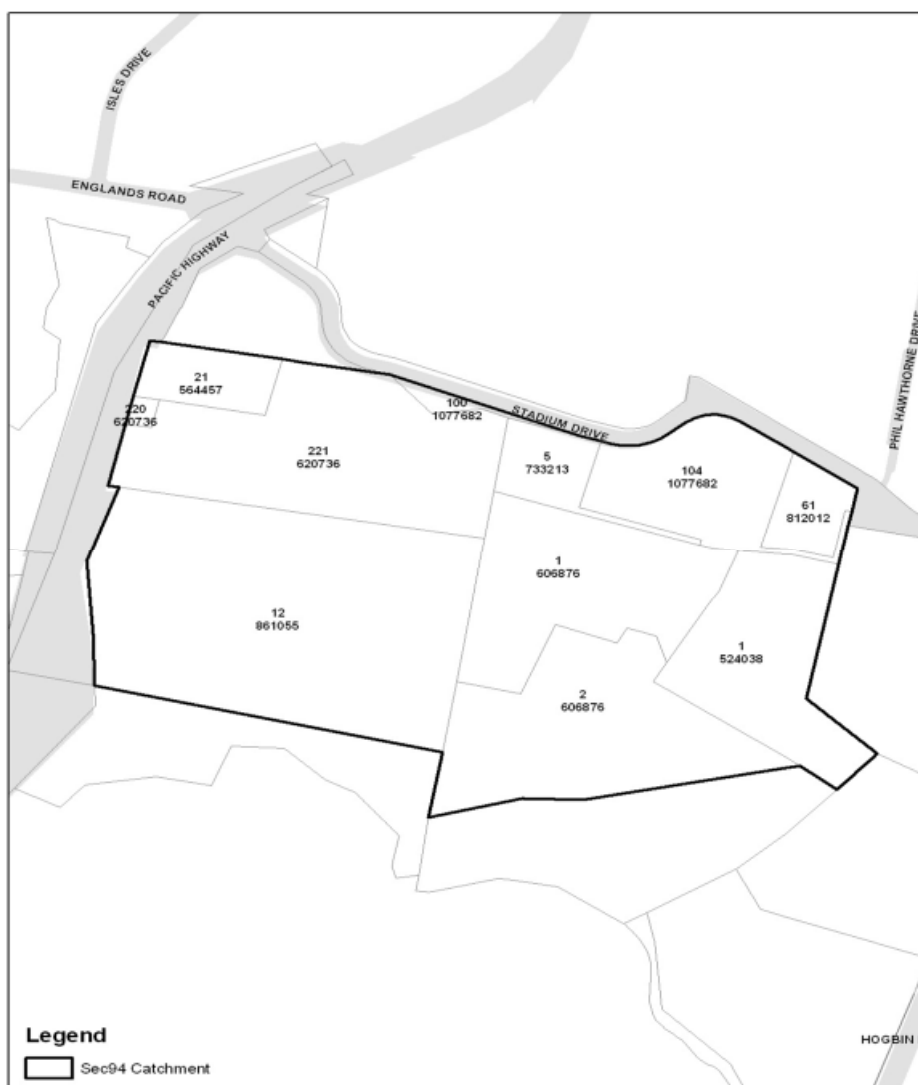 ISLES DRIVE
ENGLANDS ROAD
PACIFIC HIGHWAY
PHIL HAWTHORNE DRIVE
21
564457
220
620736
100
1077682
STADIUM DRIVE
221
620736
5
733213
104
1077682
61
812012
1
606876
12
861055
1
524038
2
606876
Legend
Sec94 Catchment
HOGBIN